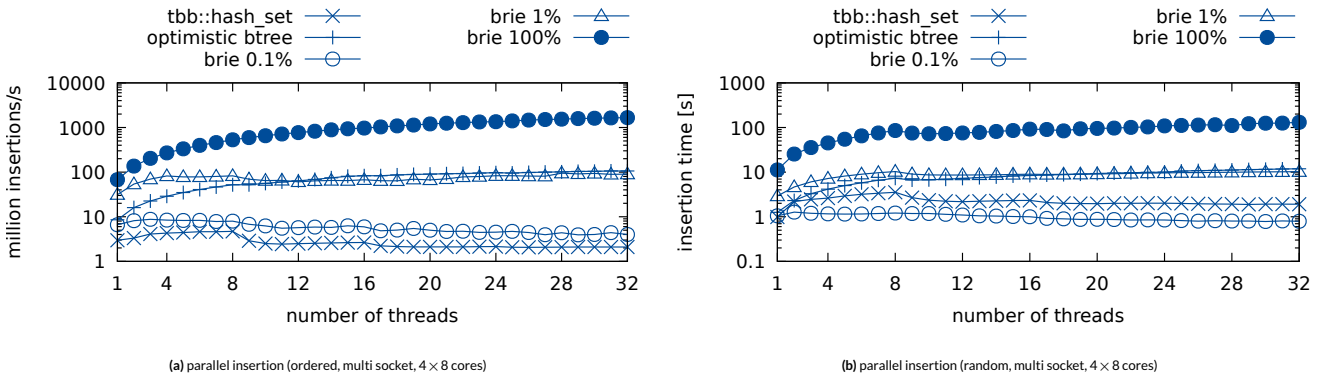 tbb::hash_set
optimistic btree
brie 0.1%
brie 1%
brie 100%
million insertions/s
10000
1000
100
10
1
1 4 8 12 16 20 24 28 32
number of threads
(a) parallel insertion (ordered, multi socket, 4 × 8 cores)
tbb::hash_set
optimistic btree
brie 0.1%
brie 1%
brie 100%
insertion time [s]
1000
100
10
1
0.1
1 4 8 12 16 20 24 28 32
number of threads
(b) parallel insertion (random, multi socket, 4 × 8 cores)